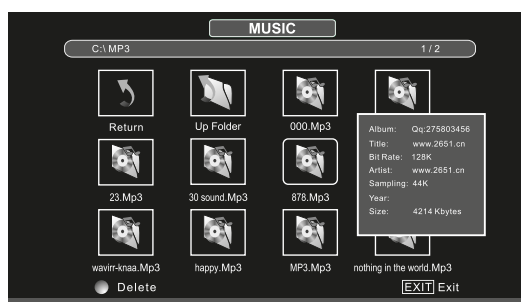 MUSIC
C:\ MP3
1 / 2
Return
Up Folder
000.Mp3
Album: Qq:275803456
Title: www.2651.cn
Bit Rate: 128K
Artist: www.2651.cn
Sampling: 44K
Year:
Size: 4214 Kbytes
23.Mp3
30 sound.Mp3
878.Mp3
wavirr-knaa.Mp3
happy.Mp3
MP3.Mp3
nothing in the world.Mp3
Delete
EXIT Exit